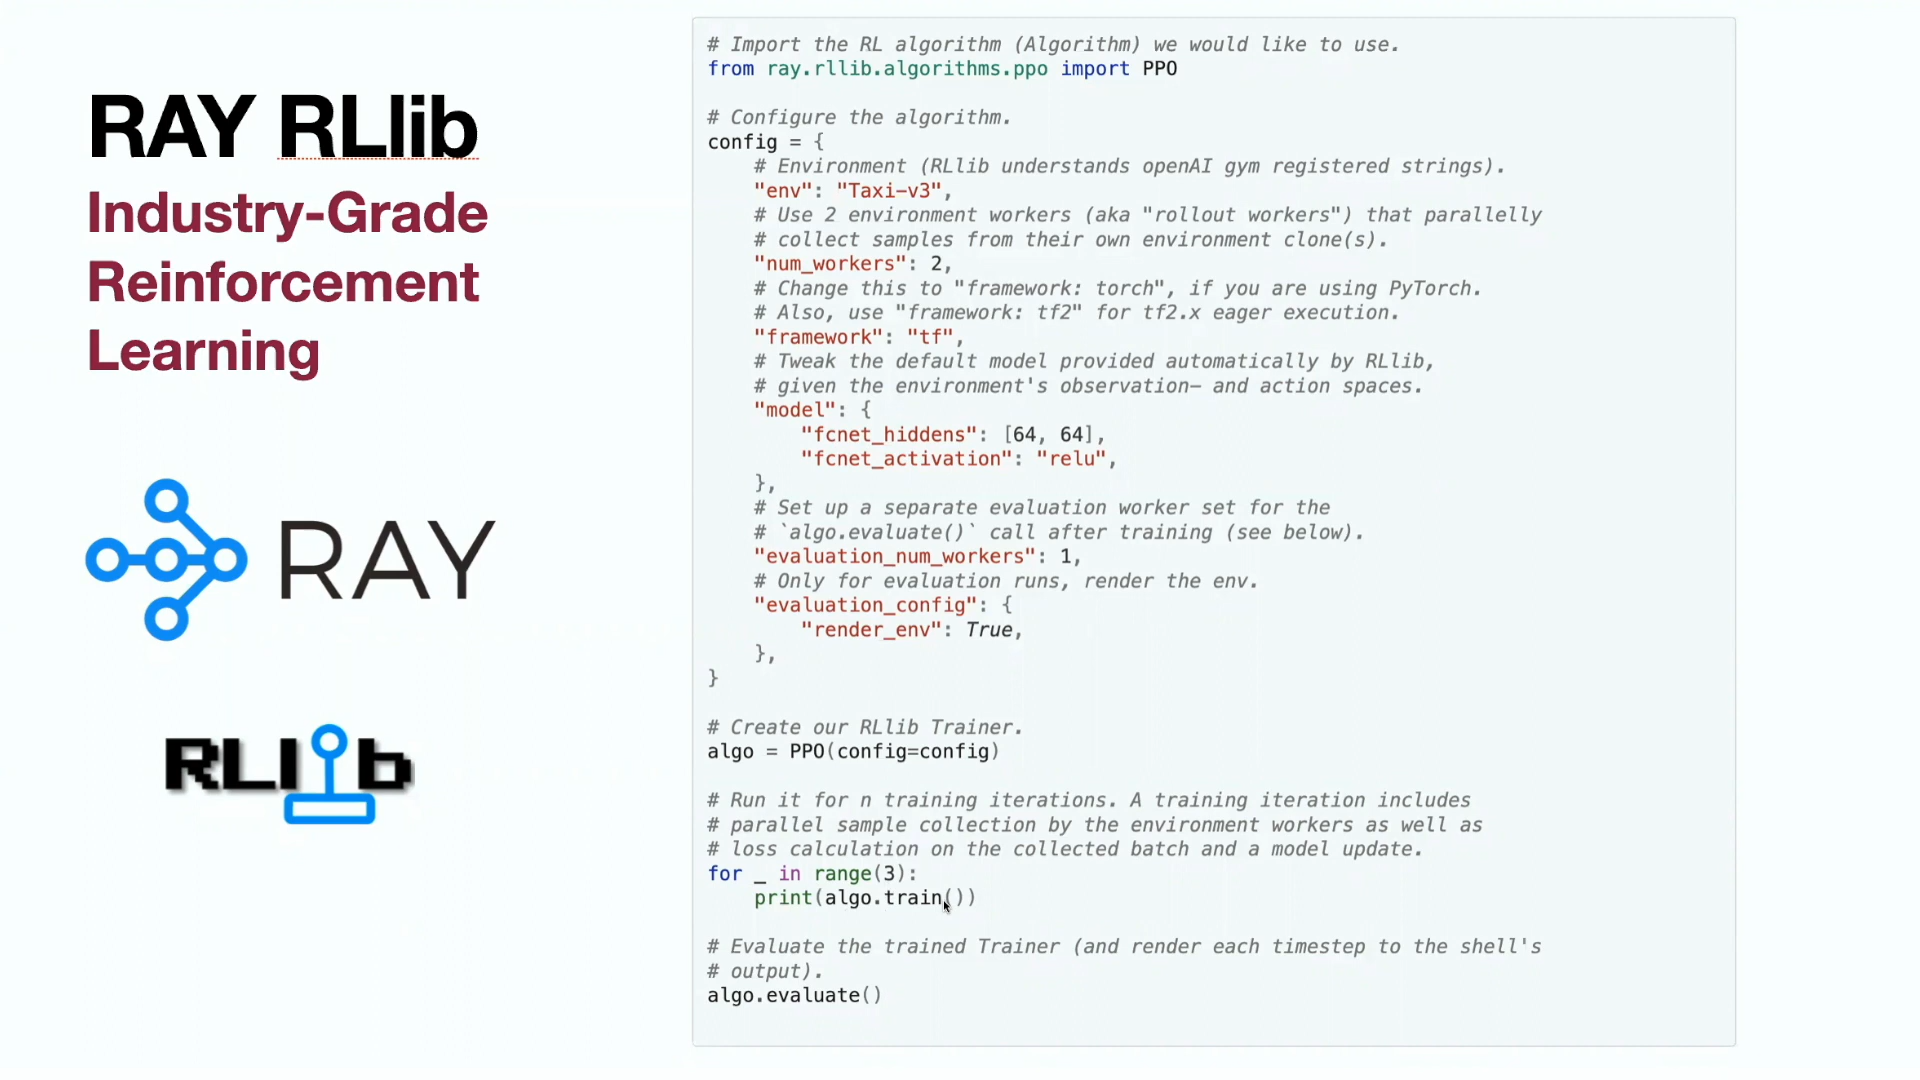 RAY RLlib
Industry-Grade
Reinforcement
Learning
RAY
RLlib
# Import the RL algorithm (Algorithm) we would like to use.
from ray.rllib.algorithms.ppo import PPO
# Configure the algorithm.
config = {
    # Environment (RLlib understands openAI gym registered strings).
    "env": "Taxi-v3",
    # Use 2 environment workers (aka "rollout workers") that parallelly
    # collect samples from their own environment clone(s).
    "num_workers": 2,
    # Change this to "framework: torch", if you are using PyTorch.
    # Also, use "framework: tf2" for tf2.x eager execution.
    "framework": "tf",
    # Tweak the default model provided automatically by RLlib,
    # given the environment's observation- and action spaces.
    "model": {
        "fcnet_hiddens": [64, 64],
        "fcnet_activation": "relu",
    },
    # Set up a separate evaluation worker set for the
    # `algo.evaluate()` call after training (see below).
    "evaluation_num_workers": 1,
    # Only for evaluation runs, render the env.
    "evaluation_config": {
        "render_env": True,
    },
}
# Create our RLlib Trainer.
algo = PPO(config=config)
# Run it for n training iterations. A training iteration includes
# parallel sample collection by the environment workers as well as
# loss calculation on the collected batch and a model update.
for _ in range(3):
    print(algo.train())
# Evaluate the trained Trainer (and render each timestep to the shell's
# output).
algo.evaluate()